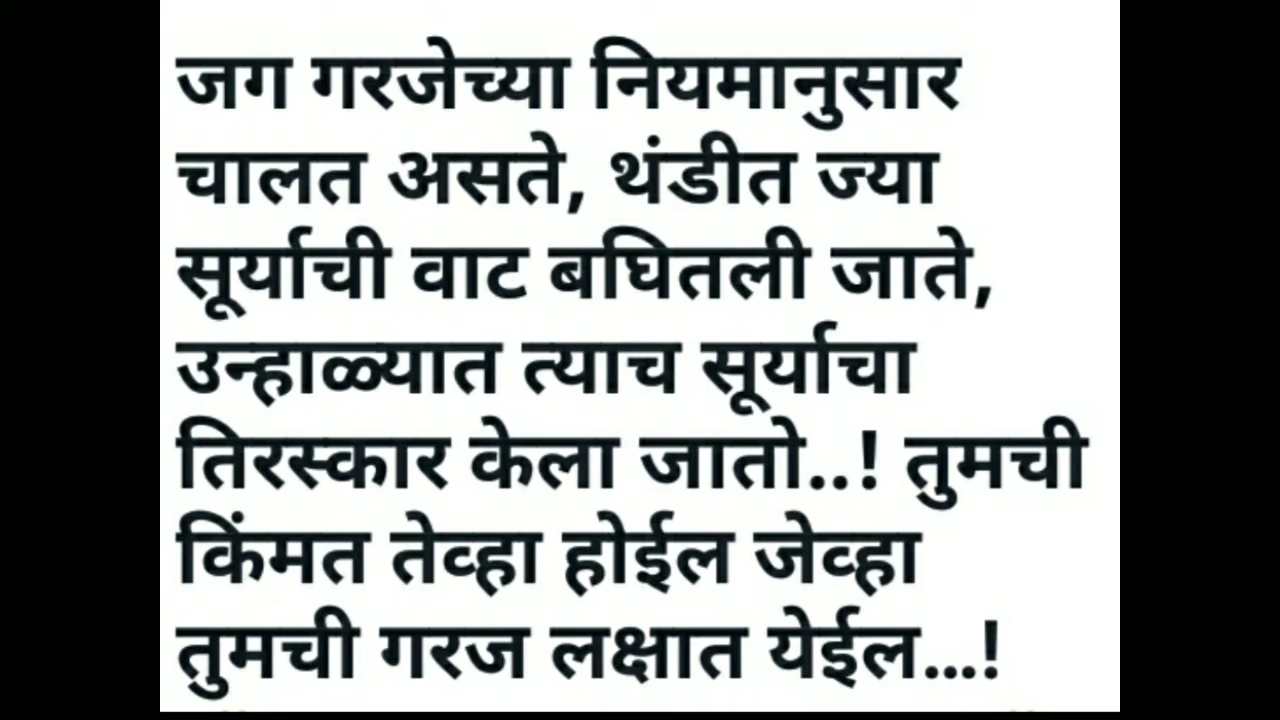 जग गरजेच्या नियमानुसार
चालत असते, थंडीत ज्या
सूर्याची वाट बघितली जाते,
उन्हाळ्यात त्याच सूर्याचा
तिरस्कार केला जातो..! तुमची
किंमत तेव्हा होईल जेव्हा
तुमची गरज लक्षात येईल...!